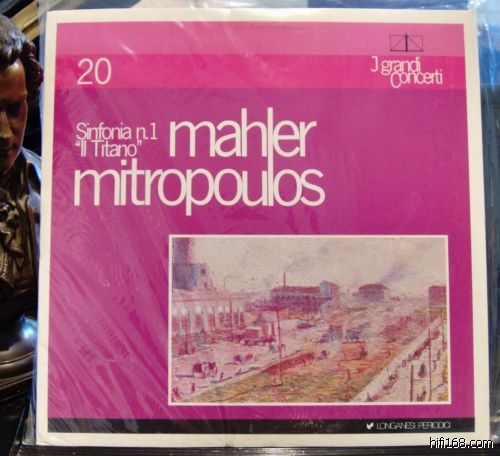 20
I grandi
Concerti
Sinfonia n.1
"Il Titano"
mahler
mitropoulos
LONGANESI PERIODICI
hifi168.com